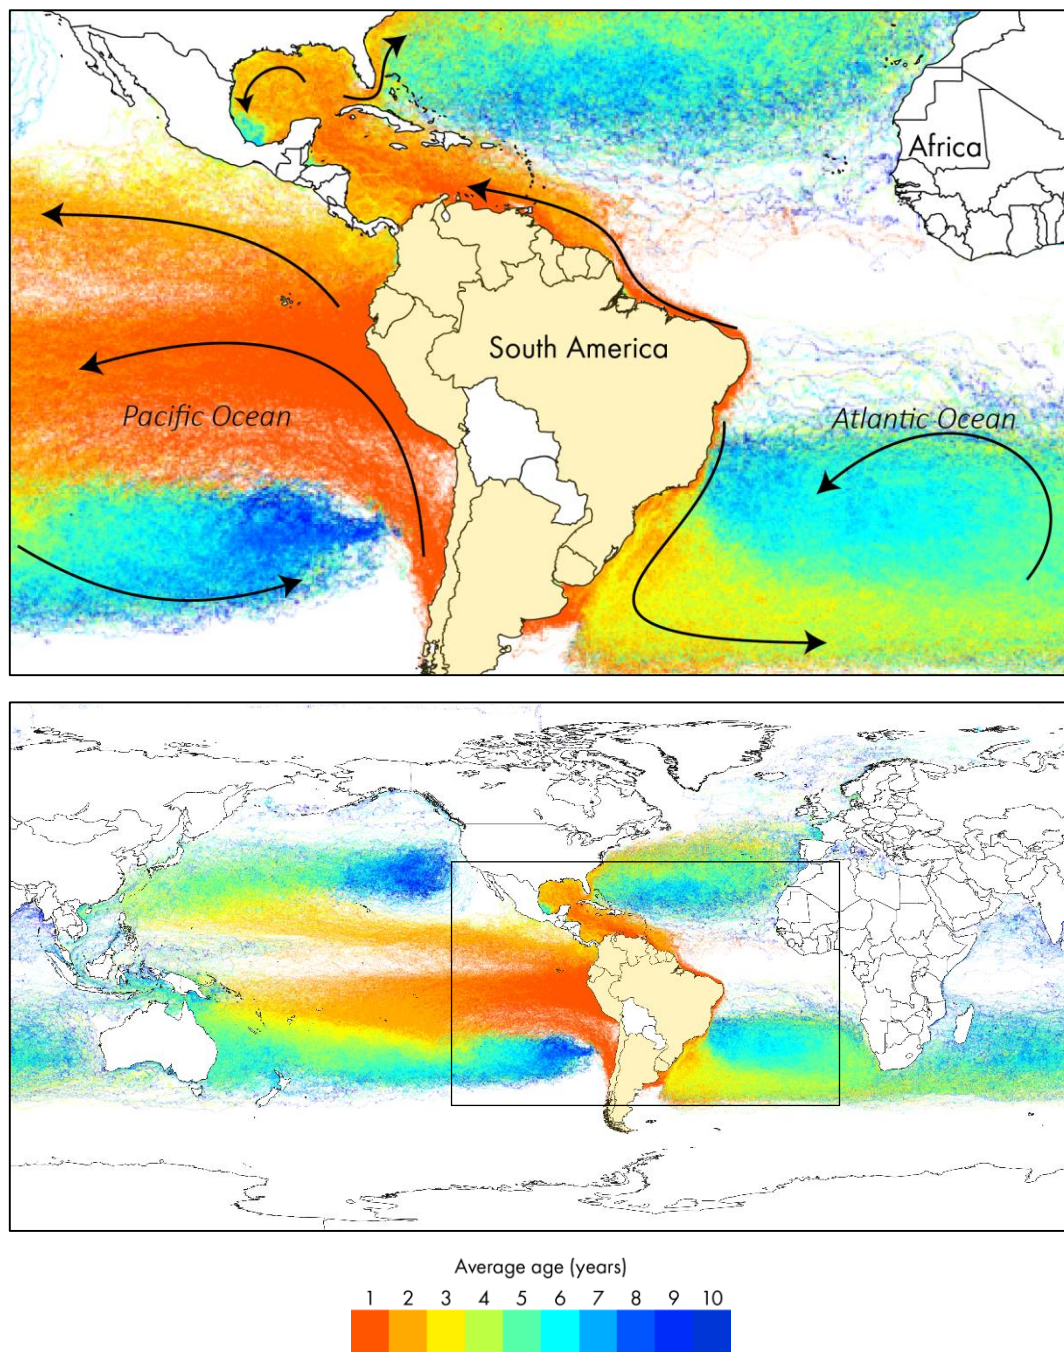 Africa
South America
Pacific Ocean
Atlantic Ocean
Average age (years)
1 2 3 4 5 6 7 8 9 10